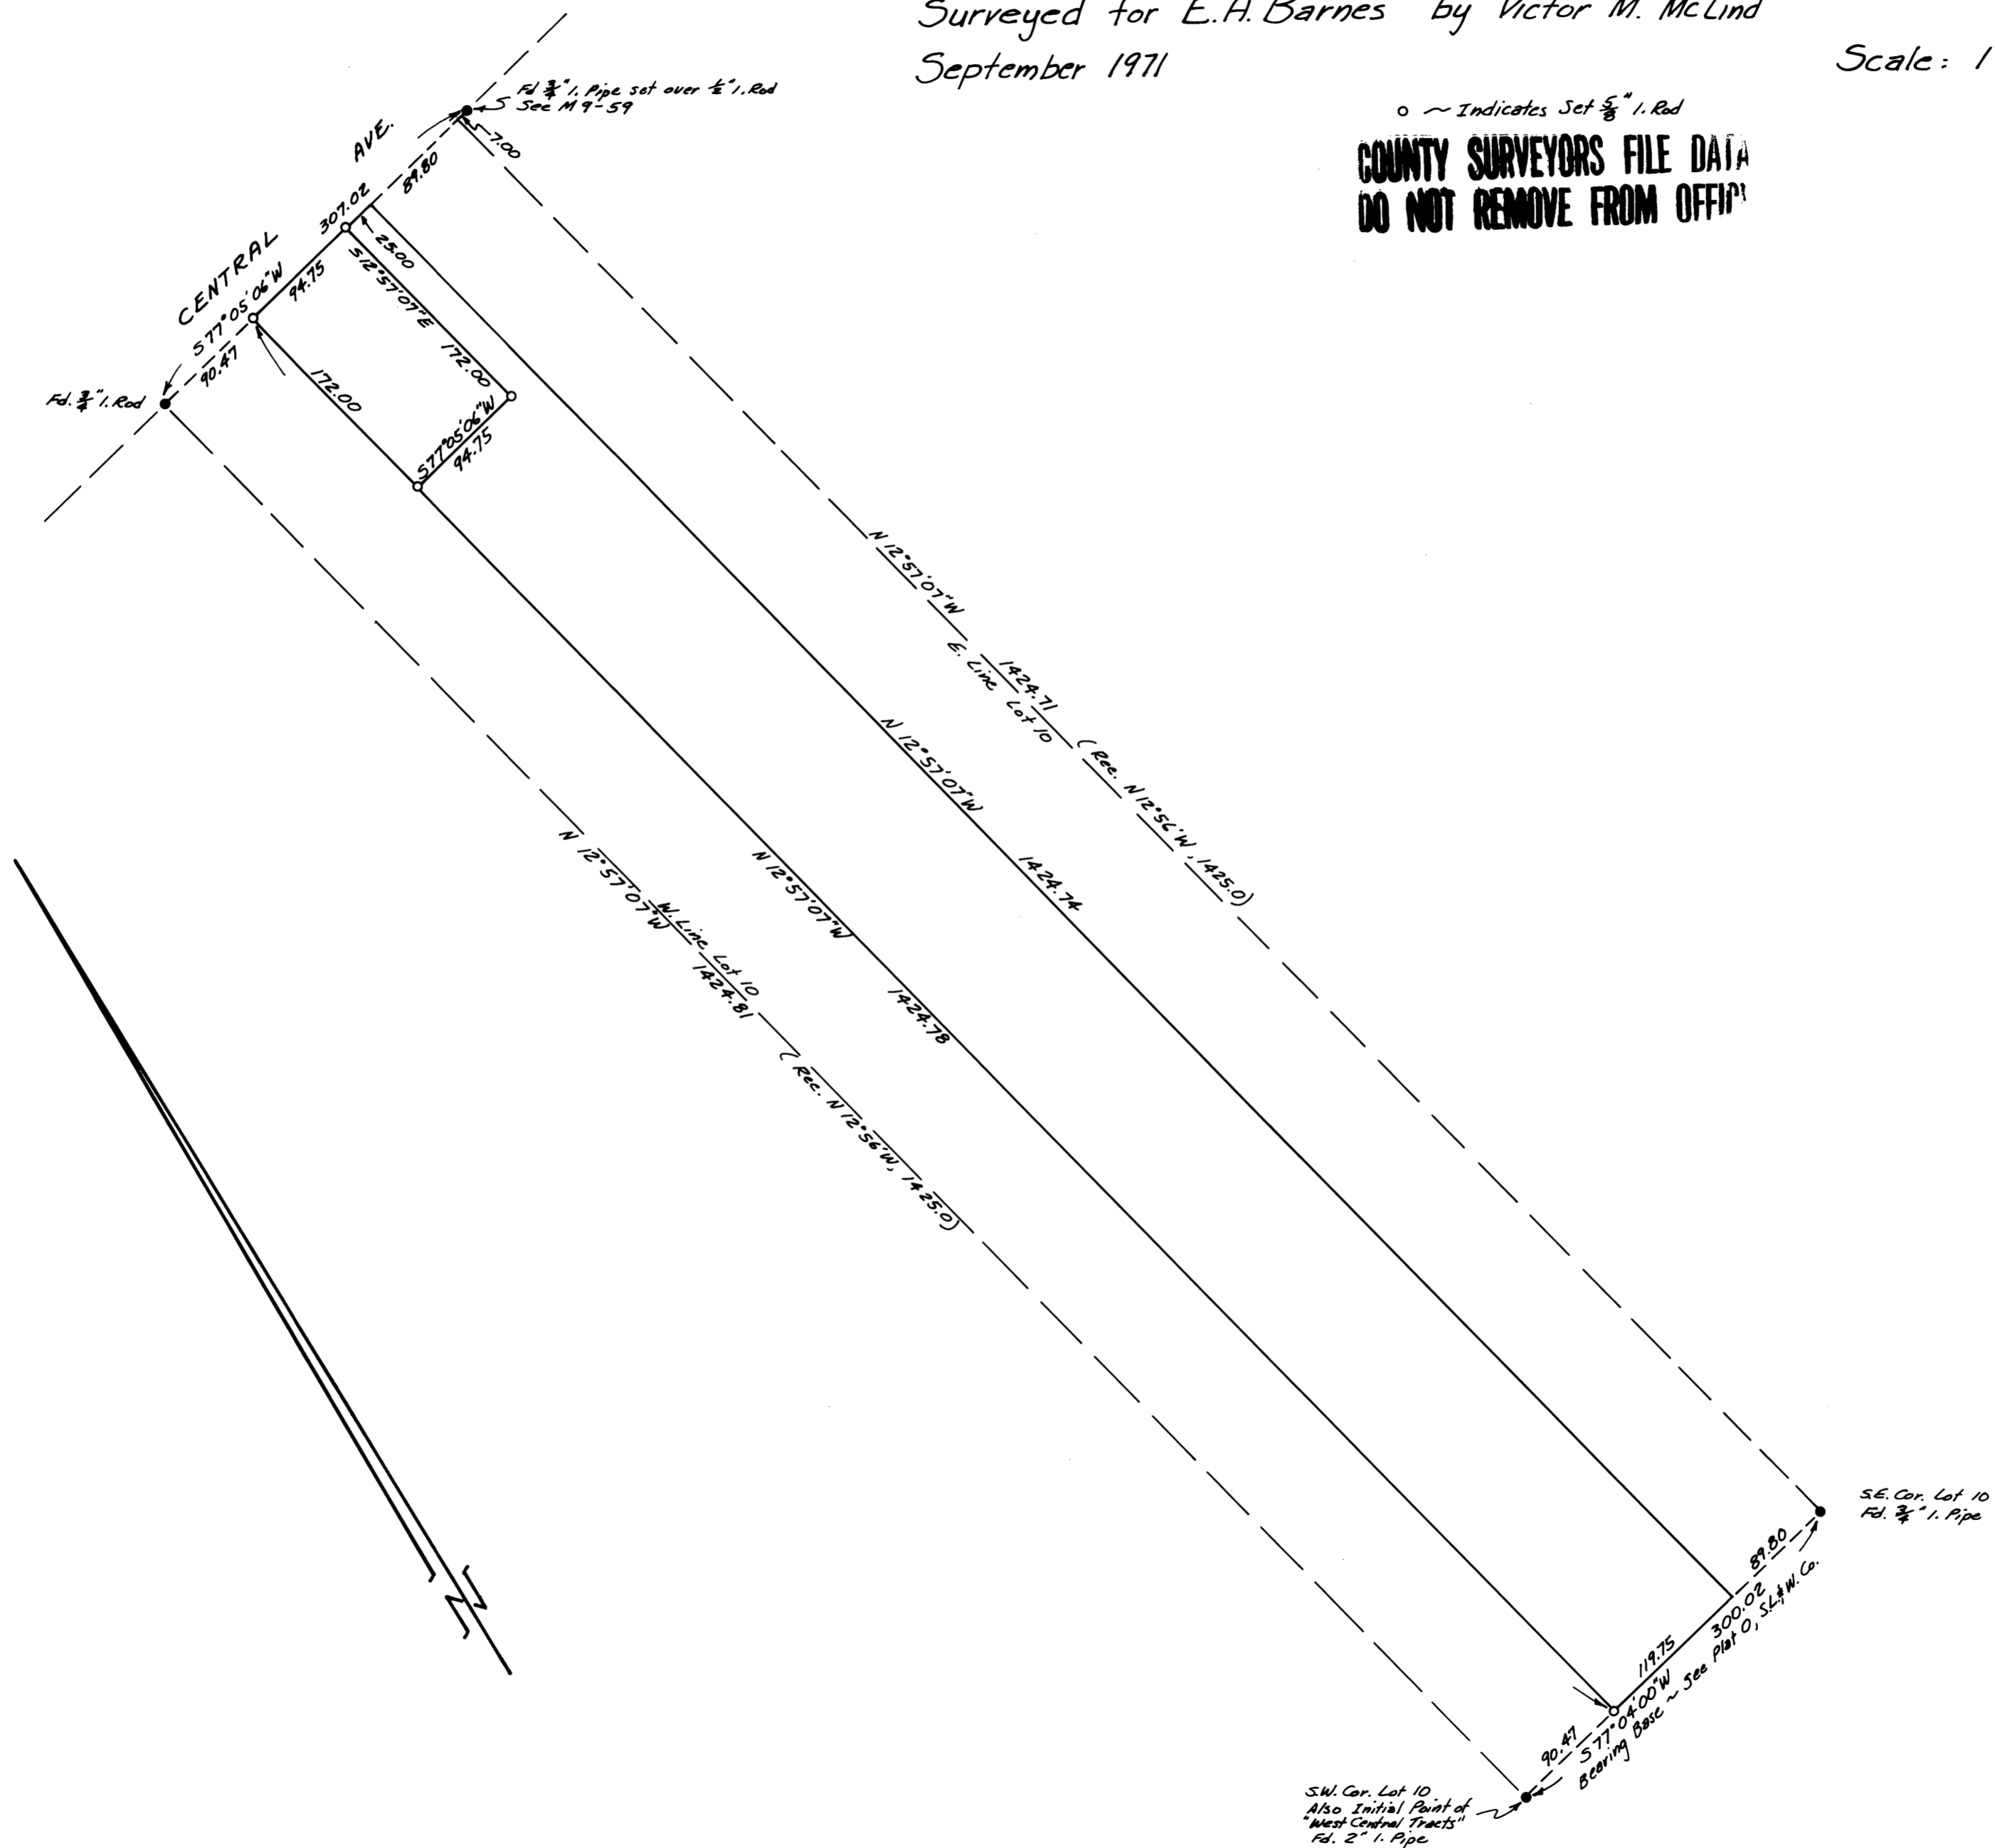 Surveyed for E.A. Barnes by Victor M. McLind
September 1971
Scale: 1
o ~ Indicates Set 5/8" I. Rod
COUNTY SURVEYORS FILE DATA
DO NOT REMOVE FROM OFFI
Fd 3/4" I. Pipe set over 1/2" I. Rod
See M 9-59
7.00
CENTRAL AVE.
89.80
307.02
25.00
S77°05'06"W
94.75
90.47
S12°57'07"E 172.00
Fd. 3/4" I. Rod
172.00
S77°05'06"W
94.75
N 12°57'07"W 1424.71 (Rec. N 12°56'W, 1425.0)
E. Line Lot 10
N 12°57'07"W 1424.74
N 12°57'07"W 1424.78
W. Line Lot 10
N 12°57'07"W 1424.81 (Rec. N 12°56'W, 1425.0)
N
S.E. Cor. Lot 10
Fd. 3/4" I. Pipe
89.80
119.75
300.02
90.47
S 77°04'00"W
Bearing Base ~ See Plat O, S.L.&W. Co.
S.W. Cor. Lot 10
Also Initial Point of
"West Central Tracts"
Fd. 2" I. Pipe